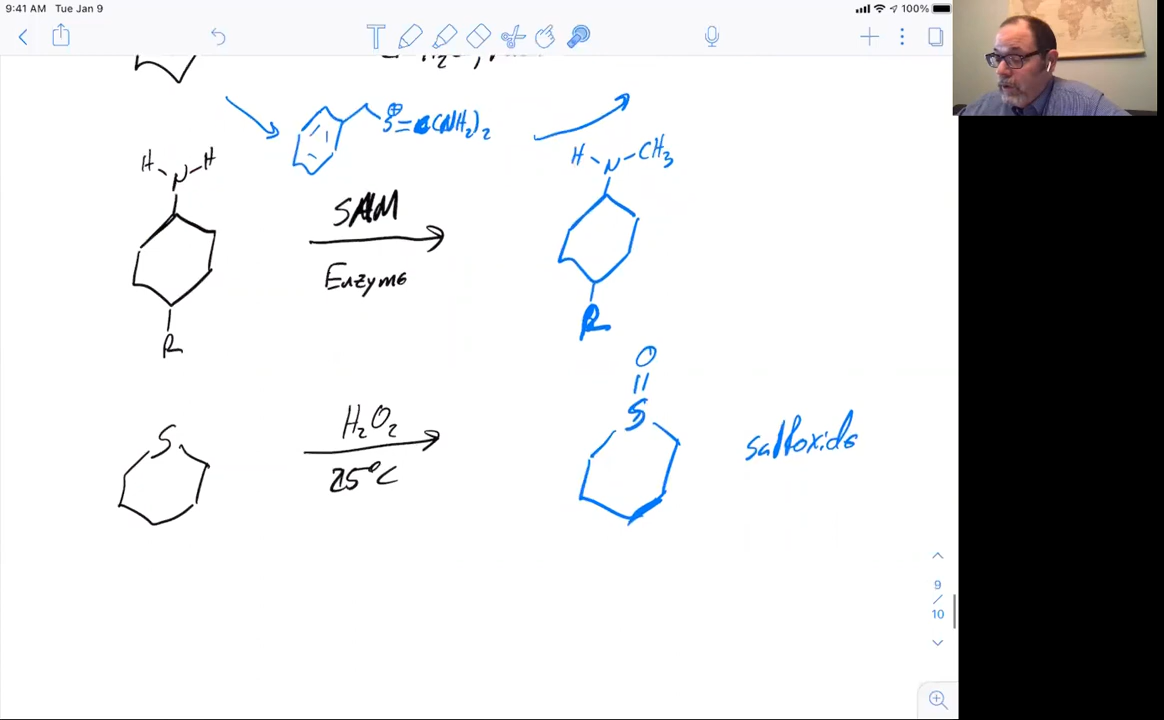 9:41 AM Tue Jan 9
100%
T
S⊕=C(NH₂)₂
H N H
H N-CH₃
SAM
Enzyme
R
R
O
S
S
H₂O₂
25°C
sulfoxide
9
/
10